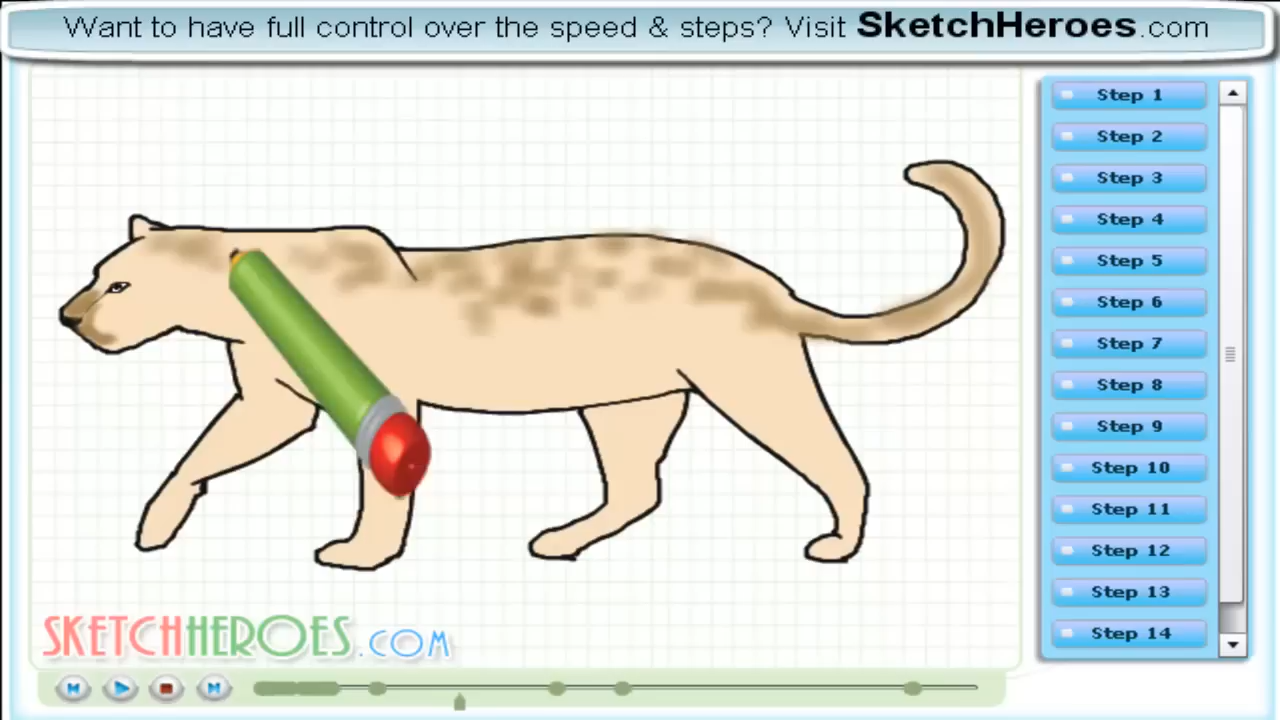 Want to have full control over the speed & steps? Visit SketchHeroes.com
Step 1
Step 2
Step 3
Step 4
Step 5
Step 6
Step 7
Step 8
Step 9
Step 10
Step 11
Step 12
Step 13
Step 14
SKETCHHEROES.COM